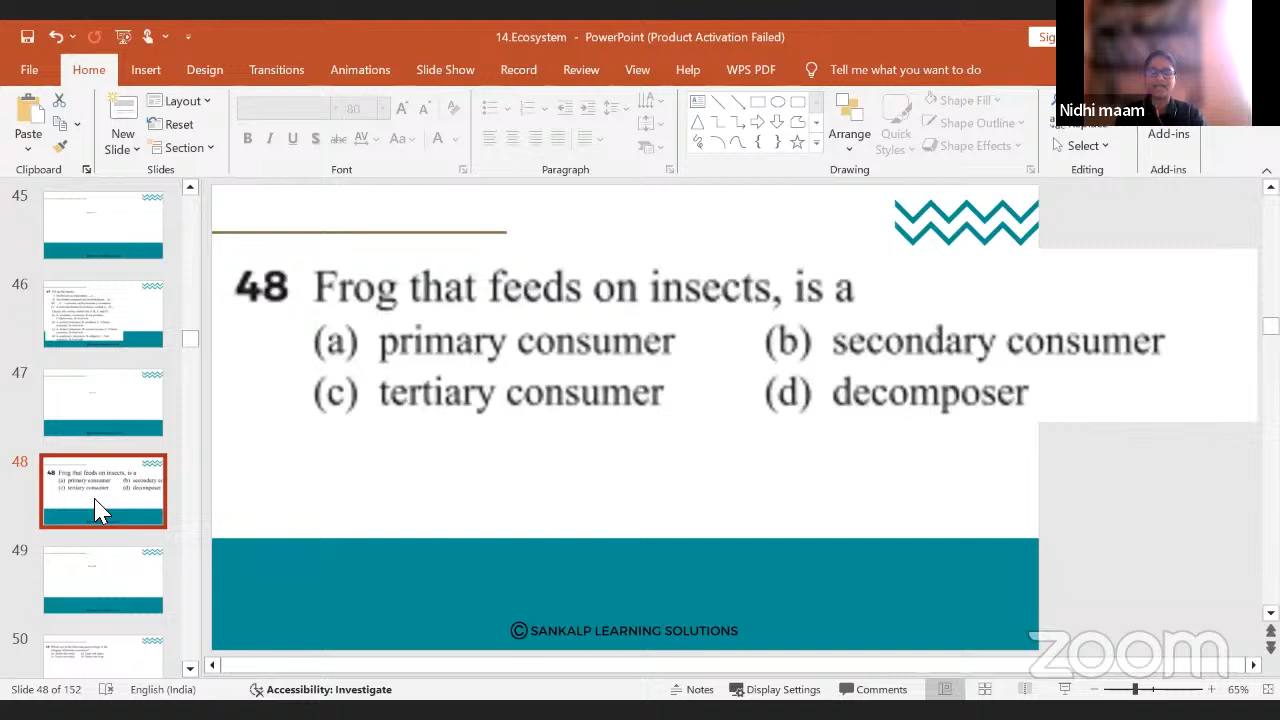 14.Ecosystem - PowerPoint (Product Activation Failed)
Nidhi maam
File Home Insert Design Transitions Animations Slide Show Record Review View Help WPS PDF Tell me what you want to do
Paste
New Slide
Layout
Reset
Section
80
B I U S abc AV Aa A
Arrange
Quick Styles
Shape Fill
Shape Outline
Shape Effects
Select
Add-ins
Clipboard Slides Font Paragraph Drawing Editing Add-ins
45
46
47
48
49
50
48 Frog that feeds on insects, is a
(a) primary consumer (b) secondary consumer
(c) tertiary consumer (d) decomposer
© SANKALP LEARNING SOLUTIONS
zoom
Slide 48 of 152 English (India) Accessibility: Investigate Notes Display Settings Comments 65%